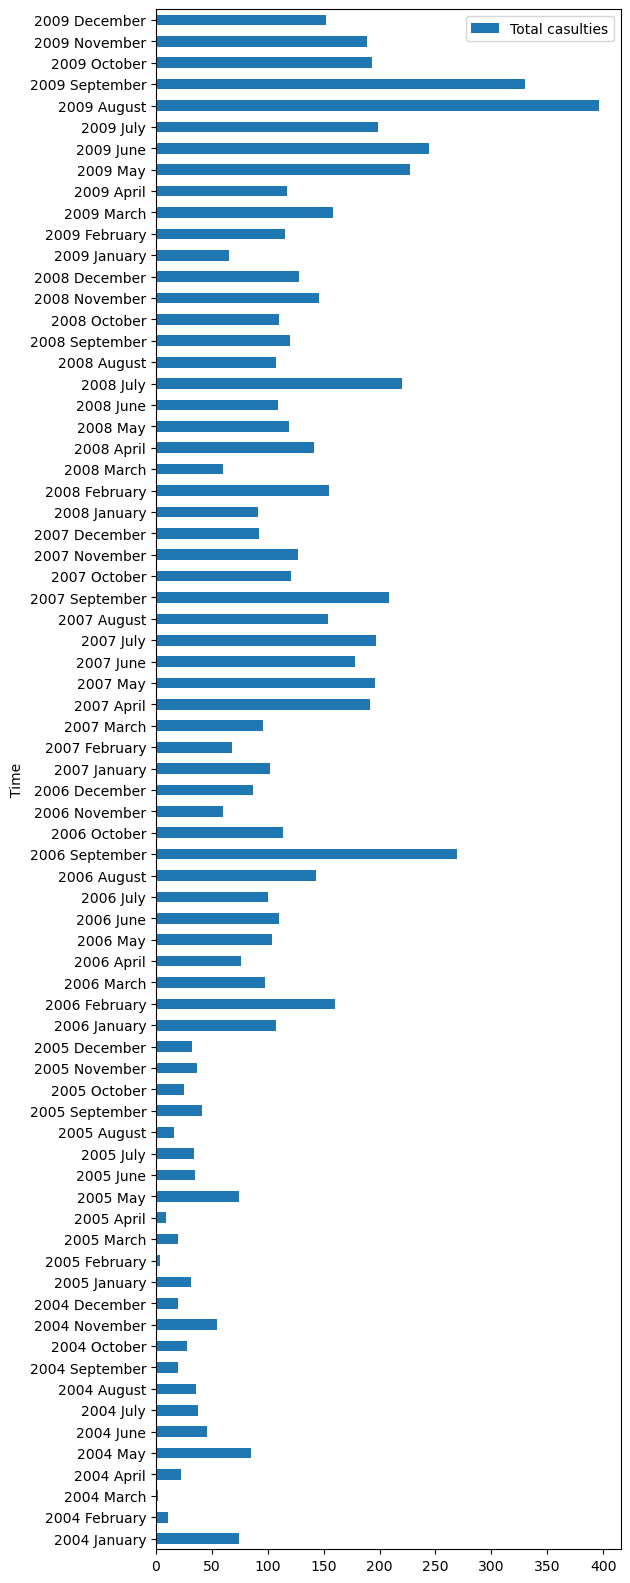 Total casulties
2009 December
2009 November
2009 October
2009 September
2009 August
2009 July
2009 June
2009 May
2009 April
2009 March
2009 February
2009 January
2008 December
2008 November
2008 October
2008 September
2008 August
2008 July
2008 June
2008 May
2008 April
2008 March
2008 February
2008 January
2007 December
2007 November
2007 October
2007 September
2007 August
2007 July
2007 June
2007 May
2007 April
2007 March
2007 February
2007 January
2006 December
2006 November
2006 October
2006 September
2006 August
2006 July
2006 June
2006 May
2006 April
2006 March
2006 February
2006 January
2005 December
2005 November
2005 October
2005 September
2005 August
2005 July
2005 June
2005 May
2005 April
2005 March
2005 February
2005 January
2004 December
2004 November
2004 October
2004 September
2004 August
2004 July
2004 June
2004 May
2004 April
2004 March
2004 February
2004 January
Time
0 50 100 150 200 250 300 350 400